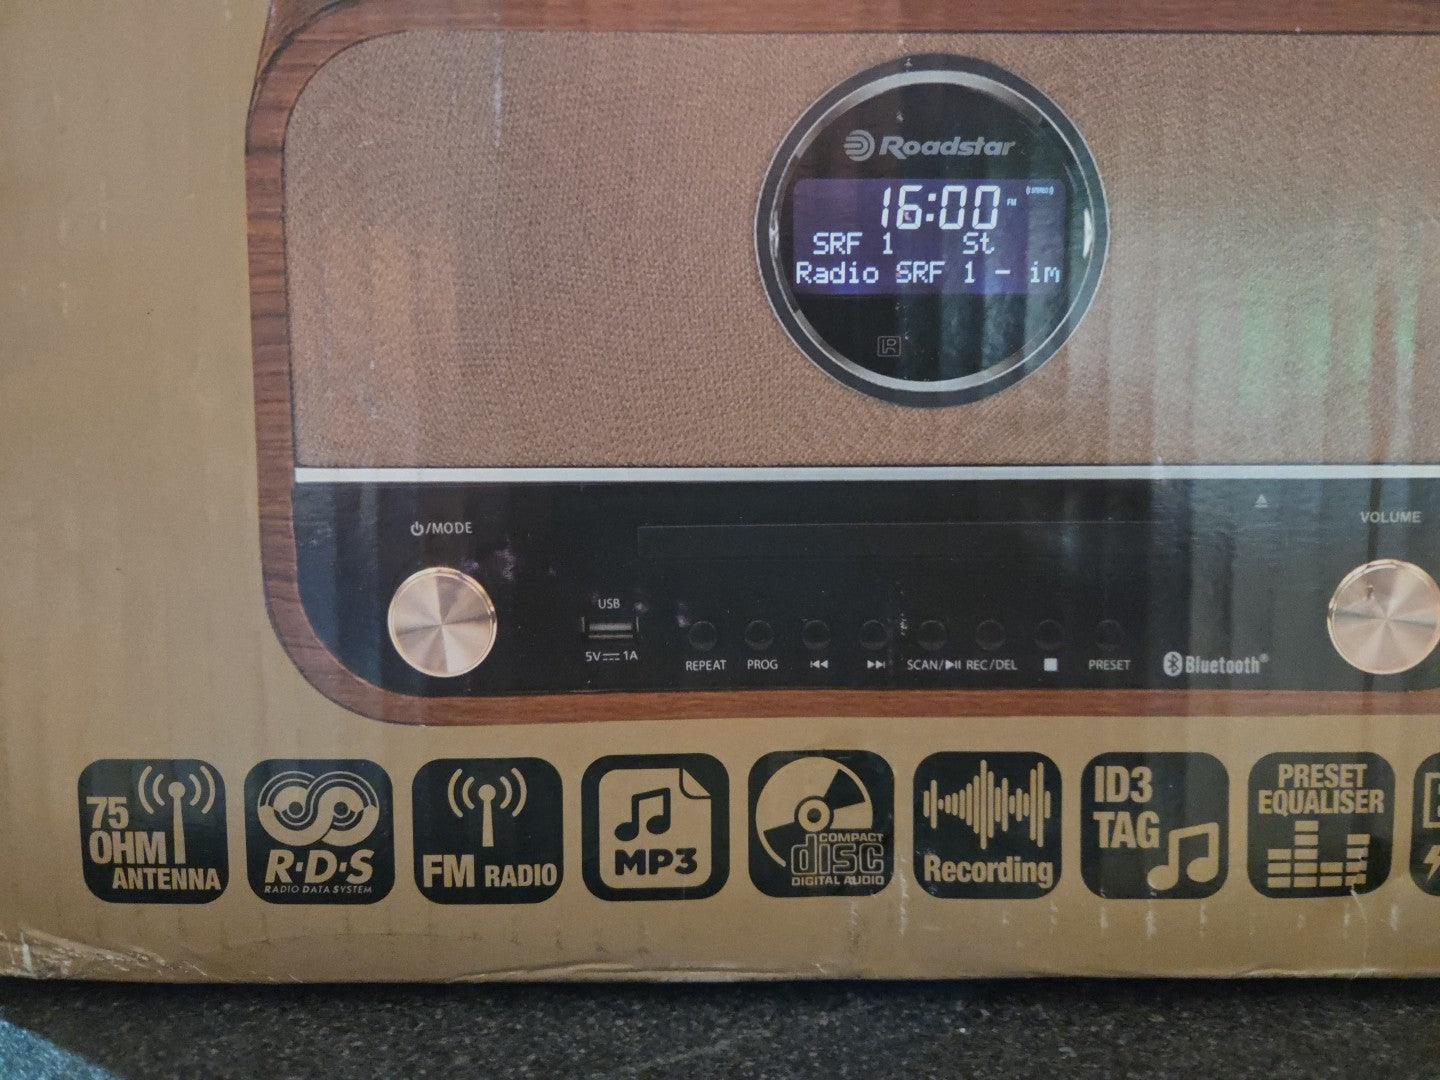 Roadstar
16:00 FM (STEREO)
SRF 1 St
Radio SRF 1 - im
R
/MODE
VOLUME
USB
5V 1A
REPEAT PROG SCAN/ REC/DEL PRESET
Bluetooth®
75
OHM
ANTENNA
R·D·S
RADIO DATA SYSTEM
FM RADIO
MP3
COMPACT
disc
DIGITAL AUDIO
Recording
ID3
TAG
PRESET
EQUALISER